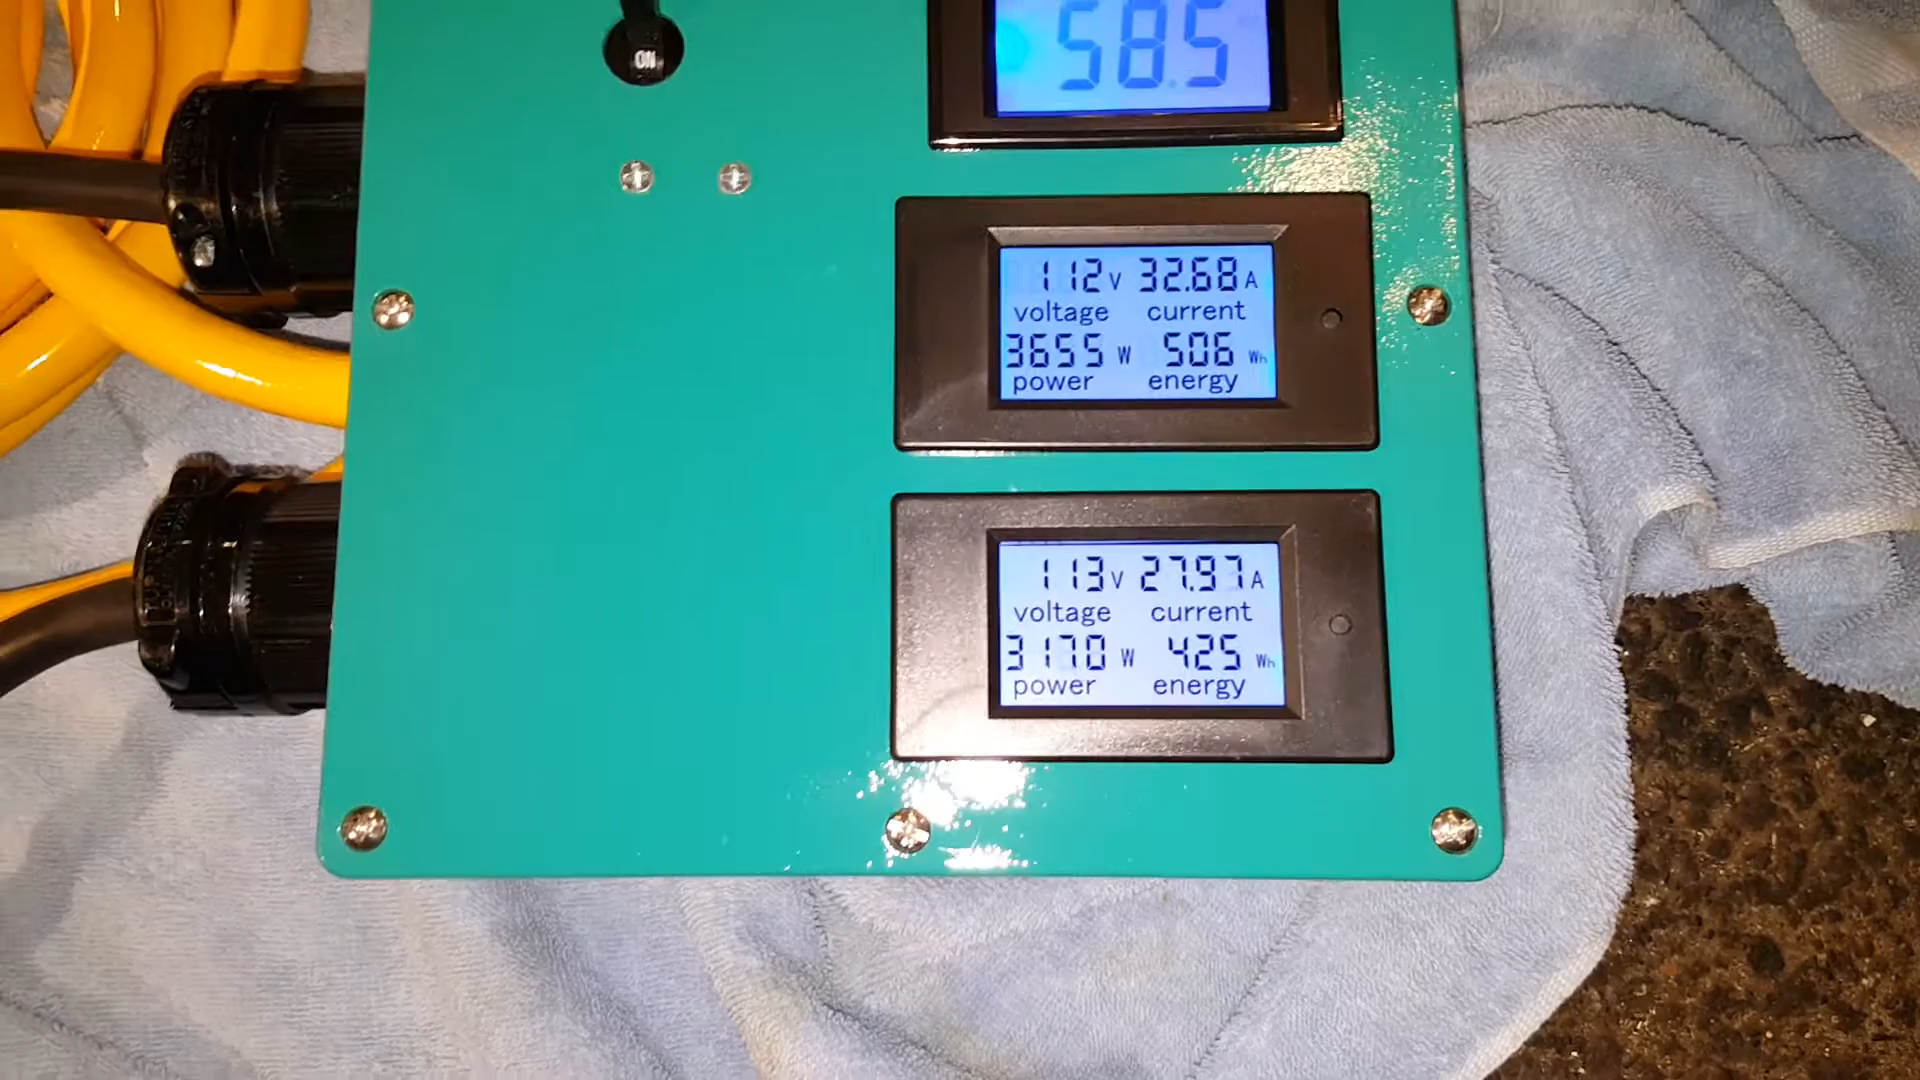 ON
58.5
112 V 32.68 A
voltage current
3655 W 506 Wh
power energy
113 V 27.97 A
voltage current
3170 W 425 Wh
power energy